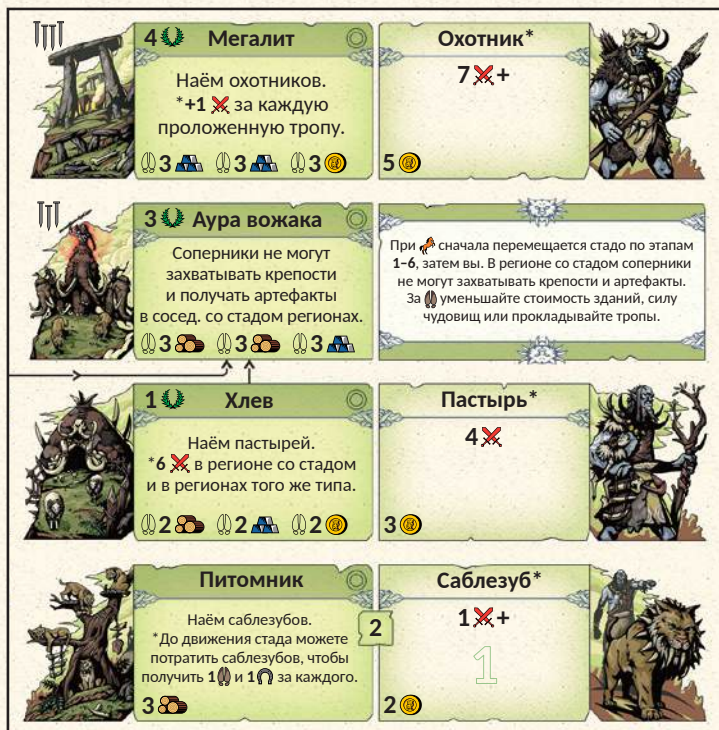 4 Мегалит
Наём охотников.
*+1 за каждую
проложенную тропу.
3 3 3
Охотник*
7 +
5
3 Аура вожака
Соперники не могут
захватывать крепости
и получать артефакты
в сосед. со стадом регионах.
3 3 3
При сначала перемещается стадо по этапам
1–6, затем вы. В регионе со стадом соперники
не могут захватывать крепости и артефакты.
За уменьшайте стоимость зданий, силу
чудовищ или прокладывайте тропы.
1 Хлев
Наём пастырей.
*6 в регионе со стадом
и в регионах того же типа.
2 2 2
Пастырь*
4
3
Питомник
Наём саблезубов.
*До движения стада можете
потратить саблезубов, чтобы
получить 1 и 1 за каждого.
3
2
Саблезуб*
1 +
1
2